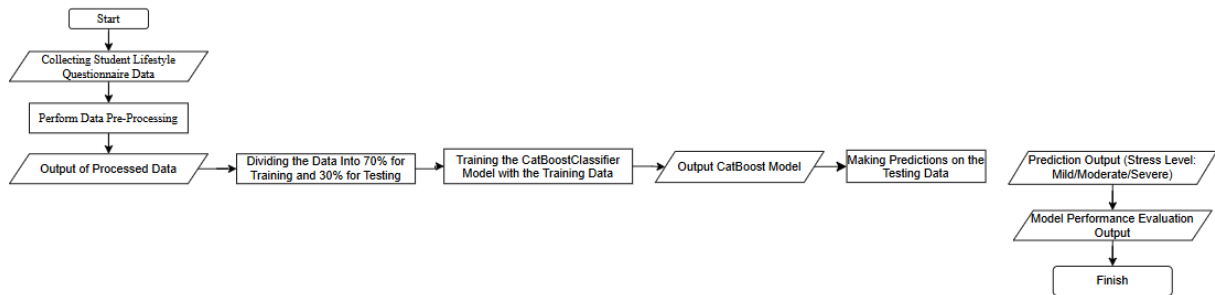 Start
Collecting Student Lifestyle
Questionnaire Data
Perform Data Pre-Processing
Output of Processed Data
Dividing the Data Into 70% for
Training and 30% for Testing
Training the CatBoostClassifier
Model with the Training Data
Output CatBoost Model
Making Predictions on the
Testing Data
Prediction Output (Stress Level:
Mild/Moderate/Severe)
Model Performance Evaluation
Output
Finish